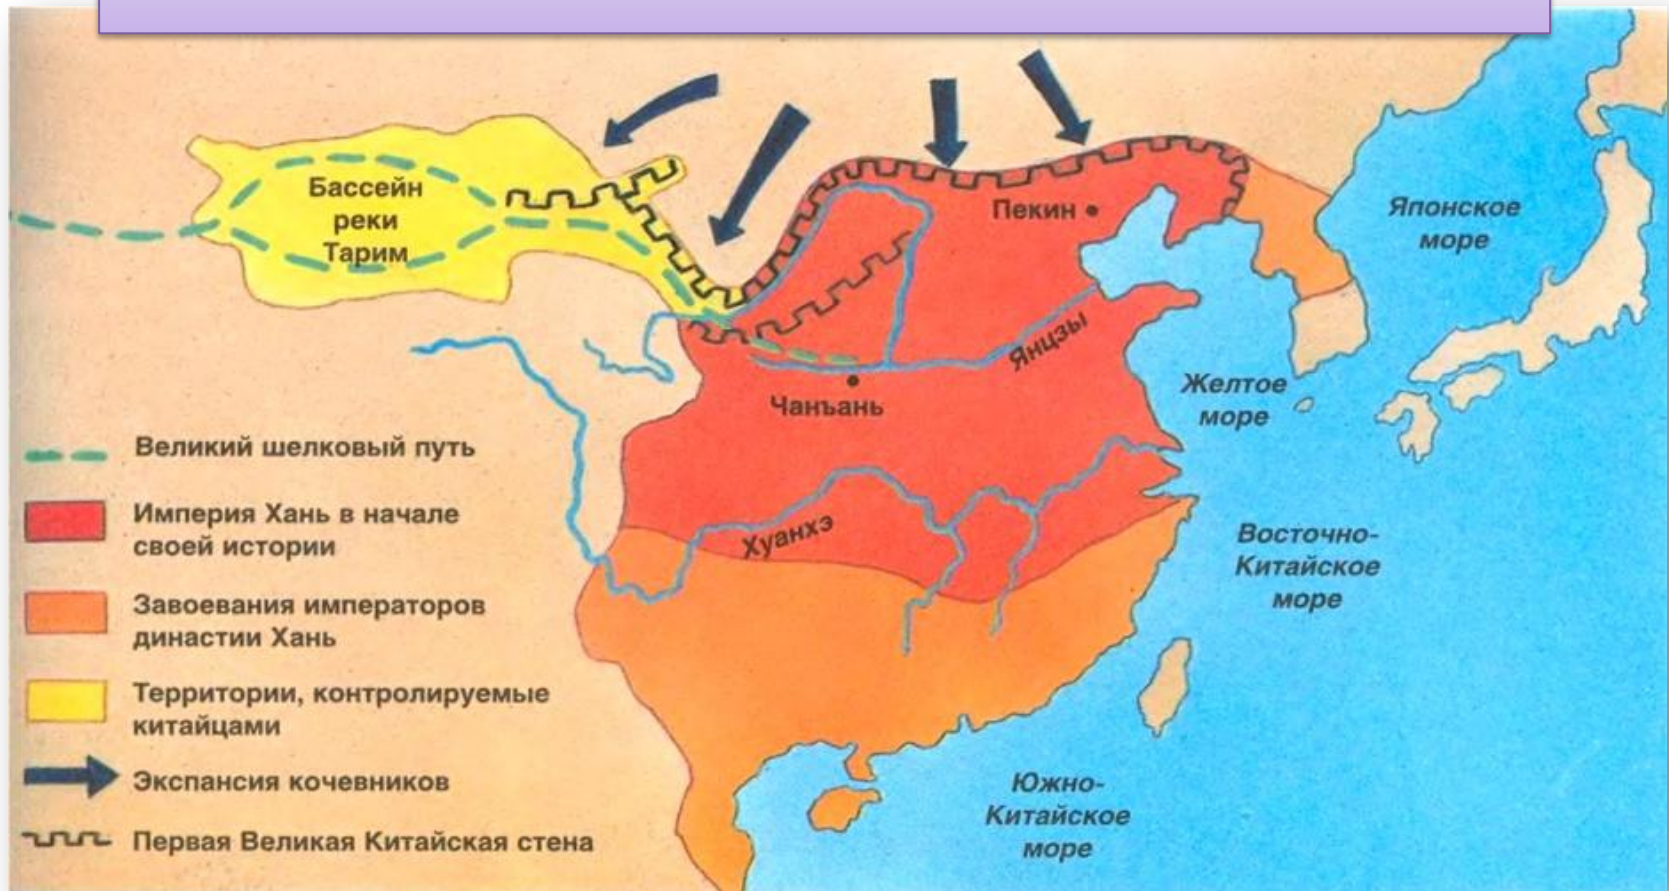 Бассейн
реки
Тарим
Пекин
Японское
море
Янцзы
Желтое
море
Чанъань
Великий шелковый путь
Империя Хань в начале
своей истории
Хуанхэ
Восточно-
Китайское
море
Завоевания императоров
династии Хань
Территории, контролируемые
китайцами
Экспансия кочевников
Южно-
Китайское
море
Первая Великая Китайская стена